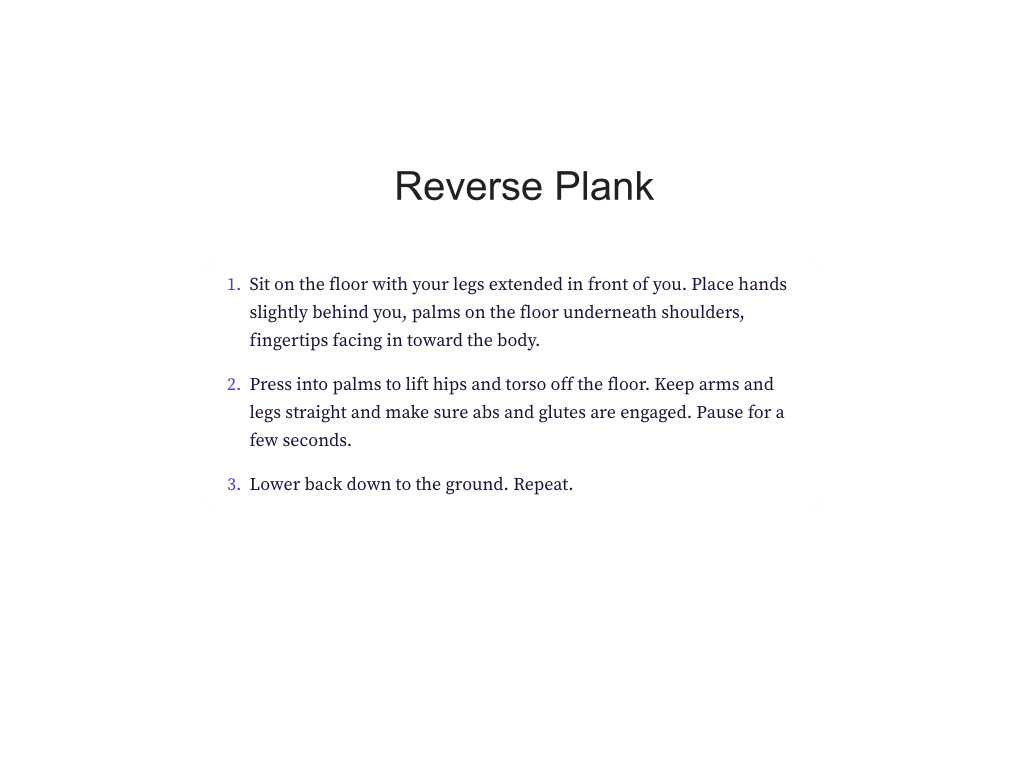 Reverse Plank
1. Sit on the floor with your legs extended in front of you. Place hands
slightly behind you, palms on the floor underneath shoulders,
fingertips facing in toward the body.
2. Press into palms to lift hips and torso off the floor. Keep arms and
legs straight and make sure abs and glutes are engaged. Pause for a
few seconds.
3. Lower back down to the ground. Repeat.